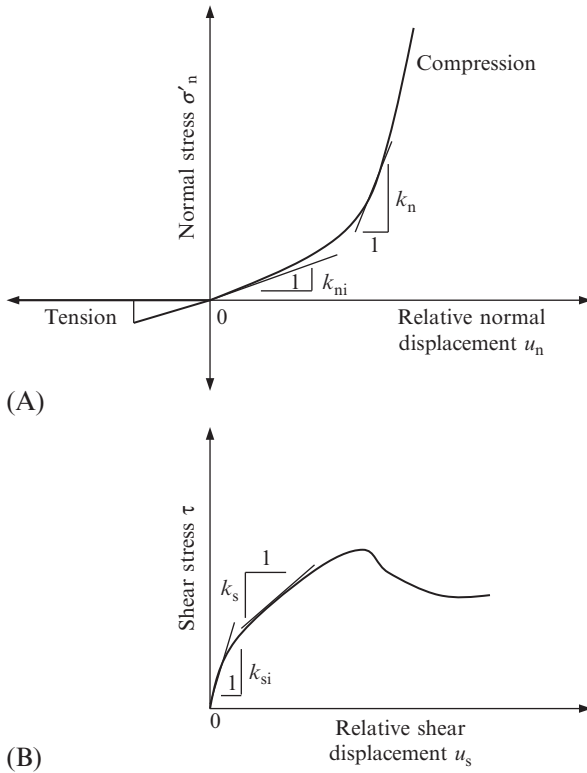 Normal stress σ′n
Compression
kn
1
1
kni
Tension
0
Relative normal
displacement un
(A)
Shear stress τ
1
ks
1
ksi
0
Relative shear
displacement us
(B)